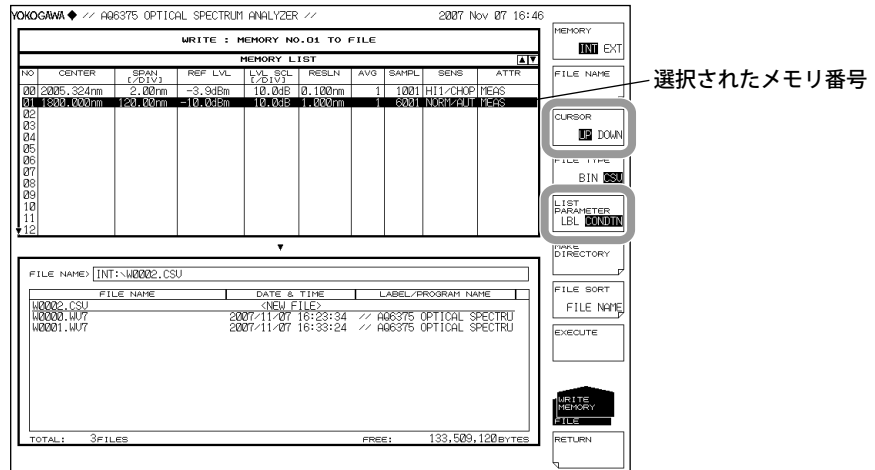 YOKOGAWA◆ // AQ6375 OPTICAL SPECTRUM ANALYZER // 2007 Nov 07 16:46
WRITE : MEMORY NO.01 TO FILE
MEMORY LIST
NO CENTER SPAN [/DIV] REF LVL LVL SCL [/DIV] RESLN AVG SAMPL SENS ATTR
00 2005.324nm 2.00nm -3.9dBm 10.0dB 0.100nm 1 1001 HI1/CHOP MEAS
01 1800.000nm 120.00nm -10.0dBm 10.0dB 1.000nm 1 6001 NORM/AUT MEAS
02
03
04
05
06
07
08
09
10
11
12
FILE NAME> INT:\W0002.CSV
FILE NAME DATE & TIME LABEL/PROGRAM NAME
W0002.CSV <NEW FILE>
W0000.WV7 2007/11/07 16:23:34 // AQ6375 OPTICAL SPECTRU
W0001.WV7 2007/11/07 16:33:24 // AQ6375 OPTICAL SPECTRU
TOTAL: 3FILES FREE: 133,509,120BYTES
MEMORY
INT EXT
FILE NAME
CURSOR
UP DOWN
FILE TYPE
BIN CSV
LIST
PARAMETER
LBL CONDTN
MAKE
DIRECTORY
FILE SORT
FILE NAME
EXECUTE
WRITE
MEMORY
FILE
RETURN
選択されたメモリ番号